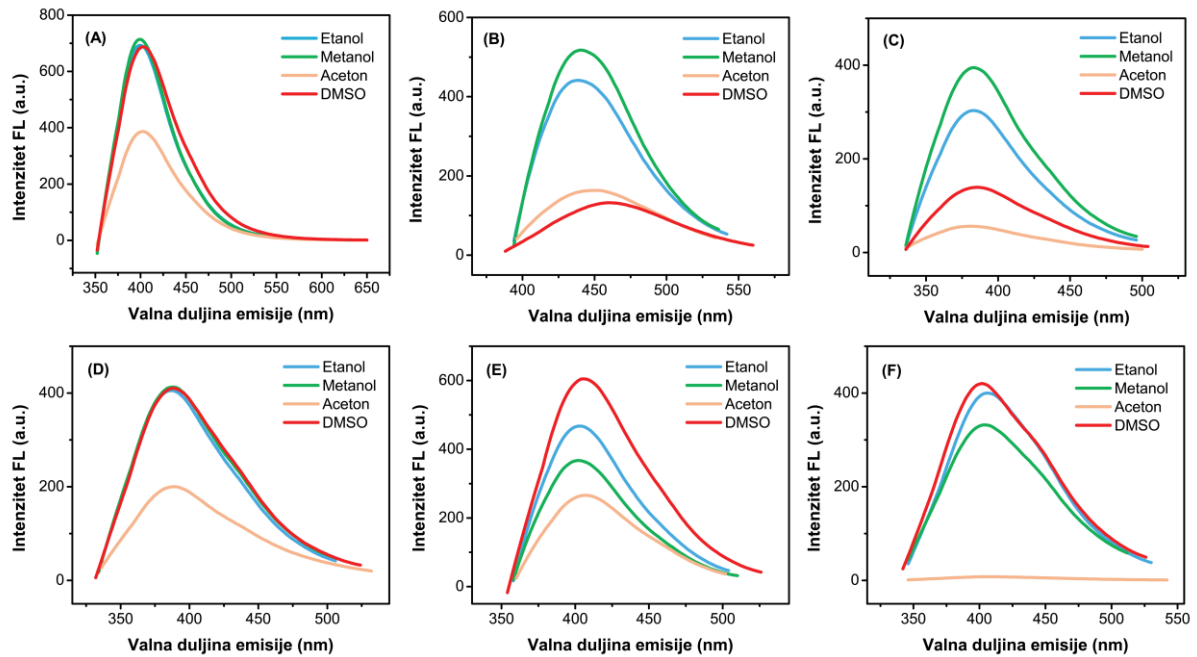 (A)
Etanol
Metanol
Aceton
DMSO
Intenzitet FL (a.u.)
800
600
400
200
0
350 400 450 500 550 600 650
Valna duljina emisije (nm)
(B)
Etanol
Metanol
Aceton
DMSO
Intenzitet FL (a.u.)
600
500
400
300
200
100
0
400 450 500 550
Valna duljina emisije (nm)
(C)
Etanol
Metanol
Aceton
DMSO
Intenzitet FL (a.u.)
400
200
0
350 400 450 500
Valna duljina emisije (nm)
(D)
Etanol
Metanol
Aceton
DMSO
Intenzitet FL (a.u.)
400
200
0
350 400 450 500
Valna duljina emisije (nm)
(E)
Etanol
Metanol
Aceton
DMSO
Intenzitet FL (a.u.)
600
500
400
300
200
100
0
350 400 450 500
Valna duljina emisije (nm)
(F)
Etanol
Metanol
Aceton
DMSO
Intenzitet FL (a.u.)
400
200
0
350 400 450 500 550
Valna duljina emisije (nm)